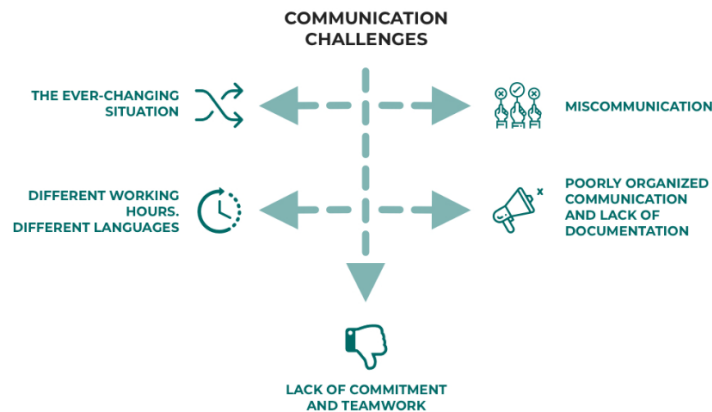 COMMUNICATION
CHALLENGES
THE EVER-CHANGING
SITUATION
MISCOMMUNICATION
DIFFERENT WORKING
HOURS.
DIFFERENT LANGUAGES
POORLY ORGANIZED
COMMUNICATION
AND LACK OF
DOCUMENTATION
LACK OF COMMITMENT
AND TEAMWORK